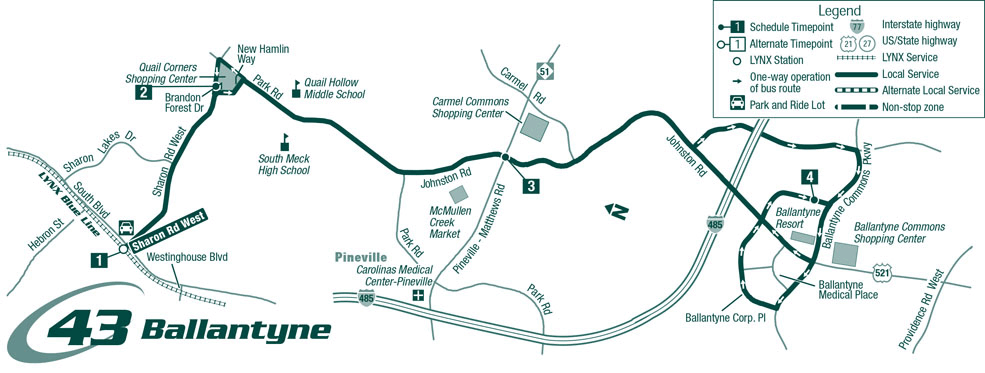 Legend
1 Schedule Timepoint
1 Alternate Timepoint
LYNX Station
One-way operation
of bus route
Park and Ride Lot
77 Interstate highway
21 27 US/State highway
LYNX Service
Local Service
Alternate Local Service
Non-stop zone
New Hamlin
Way
Quail Corners
Shopping Center
2
Brandon
Forest Dr
Park Rd
Quail Hollow
Middle School
South Meck
High School
Sharon Lakes Dr
Sharon Rd West
South Blvd
LYNX Blue Line
Hebron St.
Sharon Rd West
1
Westinghouse Blvd
51
Carmel Rd
Carmel Commons
Shopping Center
3
Johnston Rd
McMullen
Creek
Market
Pineville - Matthews Rd
Park Rd
Pineville
Carolinas Medical
Center-Pineville
485
Park Rd
N
Johnston Rd
485
4
Ballantyne Commons Pkwy
Ballantyne
Resort
Ballantyne Commons
Shopping Center
521
Ballantyne
Medical Place
Ballantyne Corp. Pl
Providence Rd West
43 Ballantyne